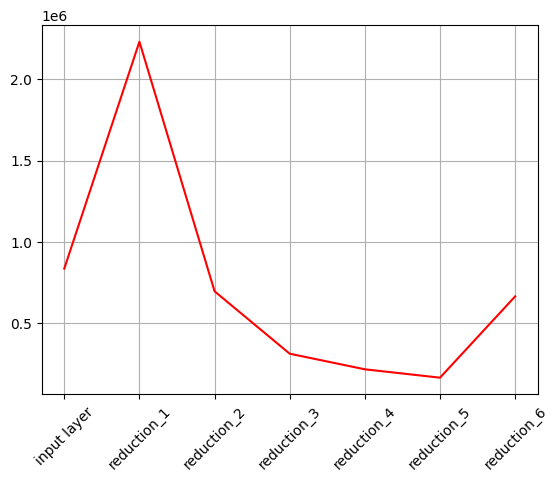 1e6
2.0
1.5
1.0
0.5
input layer
reduction_1
reduction_2
reduction_3
reduction_4
reduction_5
reduction_6